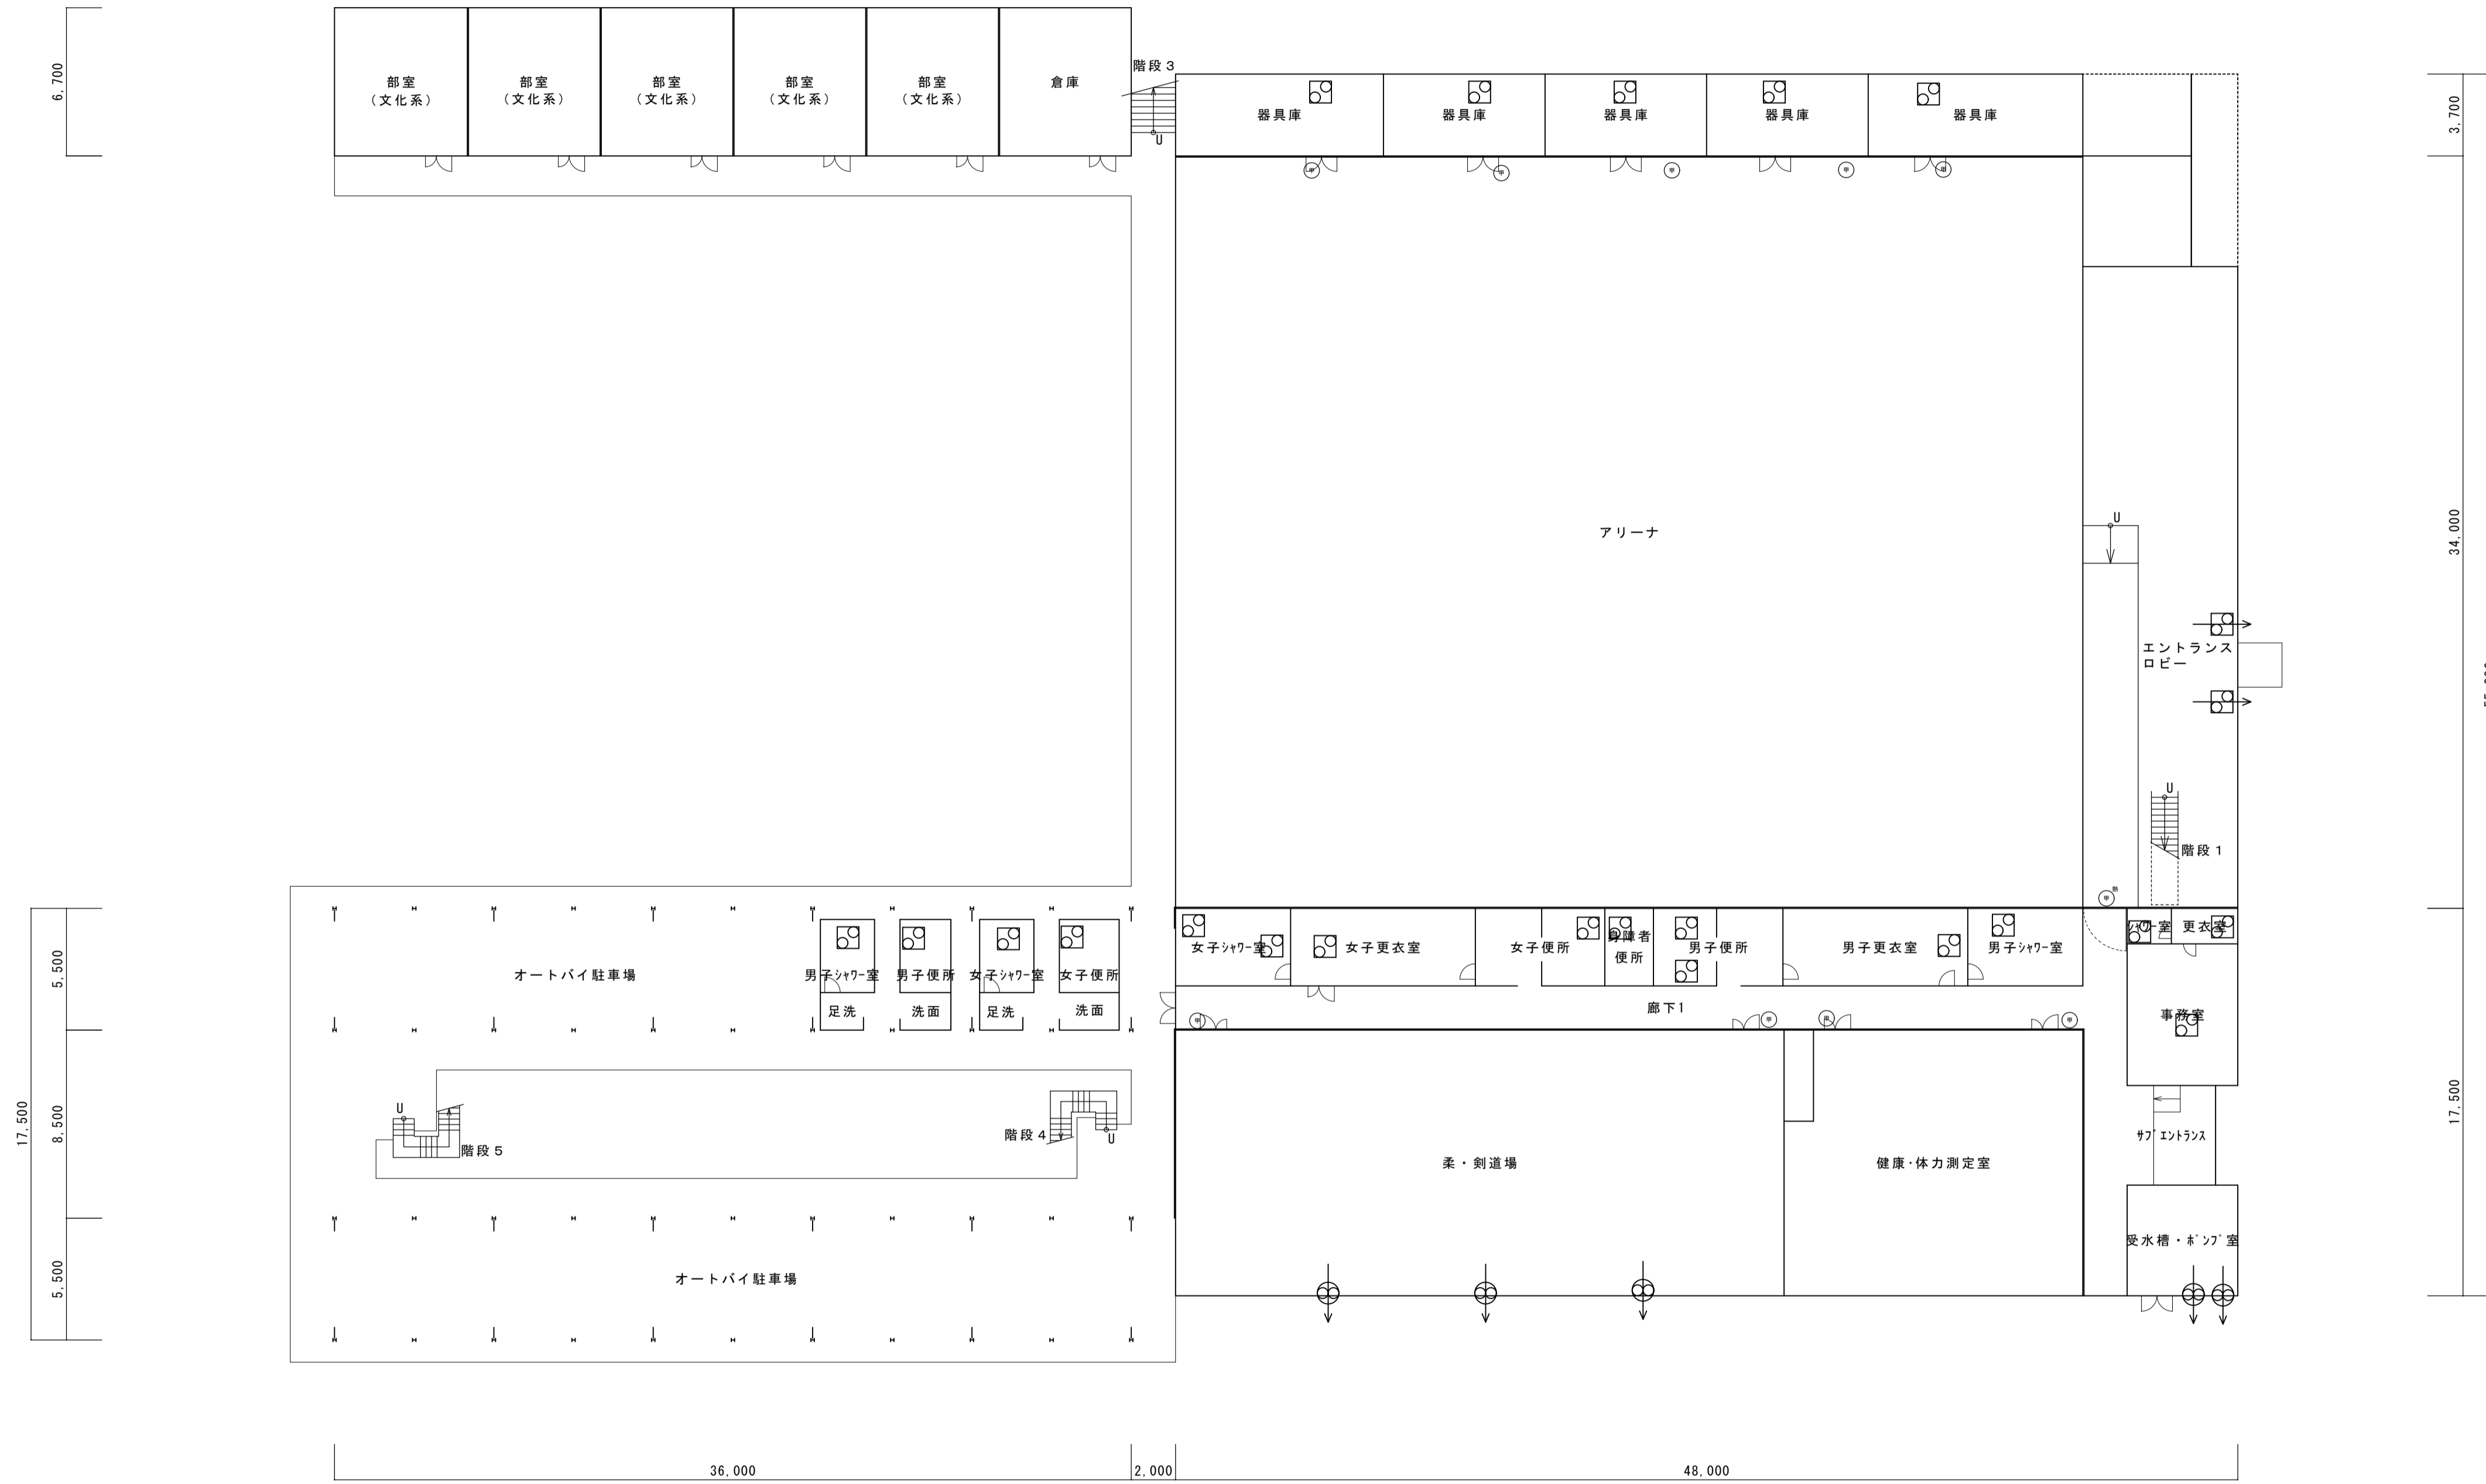 階段３
部室
（文化系）
部室
（文化系）
部室
（文化系）
部室
（文化系）
部室
（文化系）
倉庫
U
器具庫
器具庫
器具庫
器具庫
器具庫
6,700
3,700
アリーナ
34,000
U
エントランス
ロビー
U
階段１
オートバイ駐車場
男子ｼｬﾜｰ室
男子便所
女子ｼｬﾜｰ室
女子便所
足洗
洗面
足洗
洗面
女子ｼｬﾜｰ室
女子更衣室
女子便所
身障者
便所
男子便所
男子更衣室
男子ｼｬﾜｰ室
ｼｬﾜｰ室
更衣室
廊下1
事務室
5,500
8,500
5,500
17,500
17,500
U
階段５
階段４
U
柔・剣道場
健康･体力測定室
ｻﾌﾞｴﾝﾄﾗﾝｽ
受水槽・ﾎﾟﾝﾌﾟ室
オートバイ駐車場
36,000
2,000
48,000